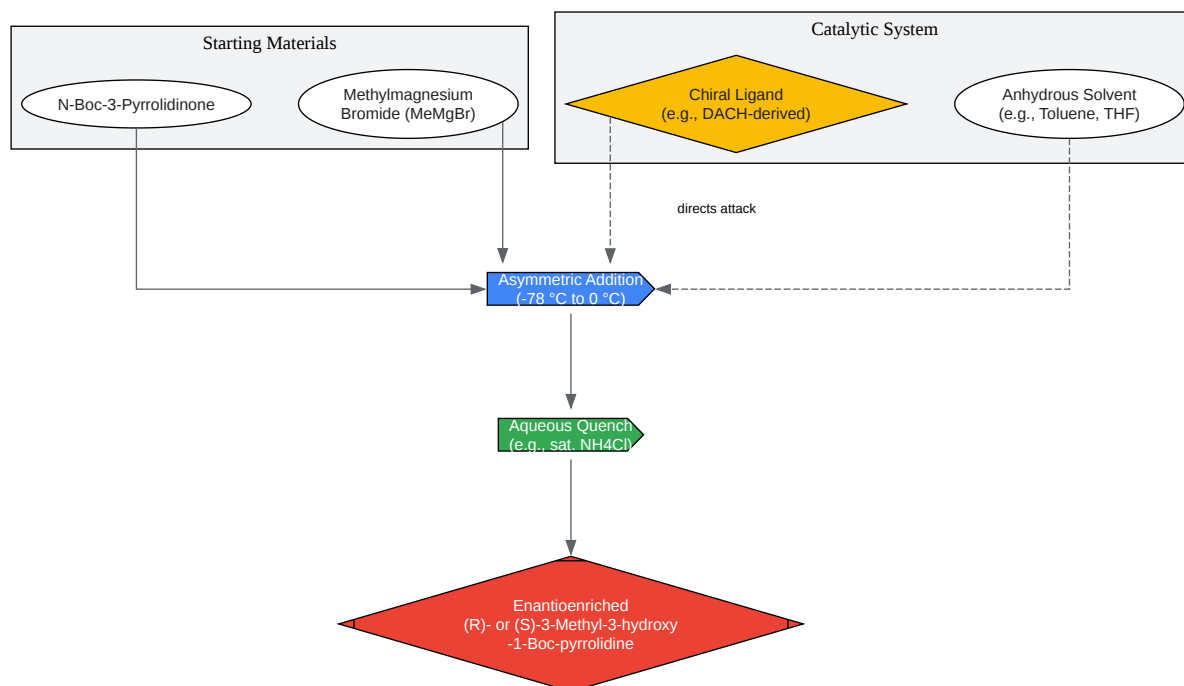 Starting Materials
Catalytic System
N-Boc-3-Pyrrolidinone
Methylmagnesium
Bromide (MeMgBr)
Chiral Ligand
(e.g., DACH-derived)
Anhydrous Solvent
(e.g., Toluene, THF)
directs attack
Asymmetric Addition
(-78 °C to 0 °C)
Aqueous Quench
(e.g., sat. NH4Cl)
Enantioenriched
(R)- or (S)-3-Methyl-3-hydroxy
-1-Boc-pyrrolidine